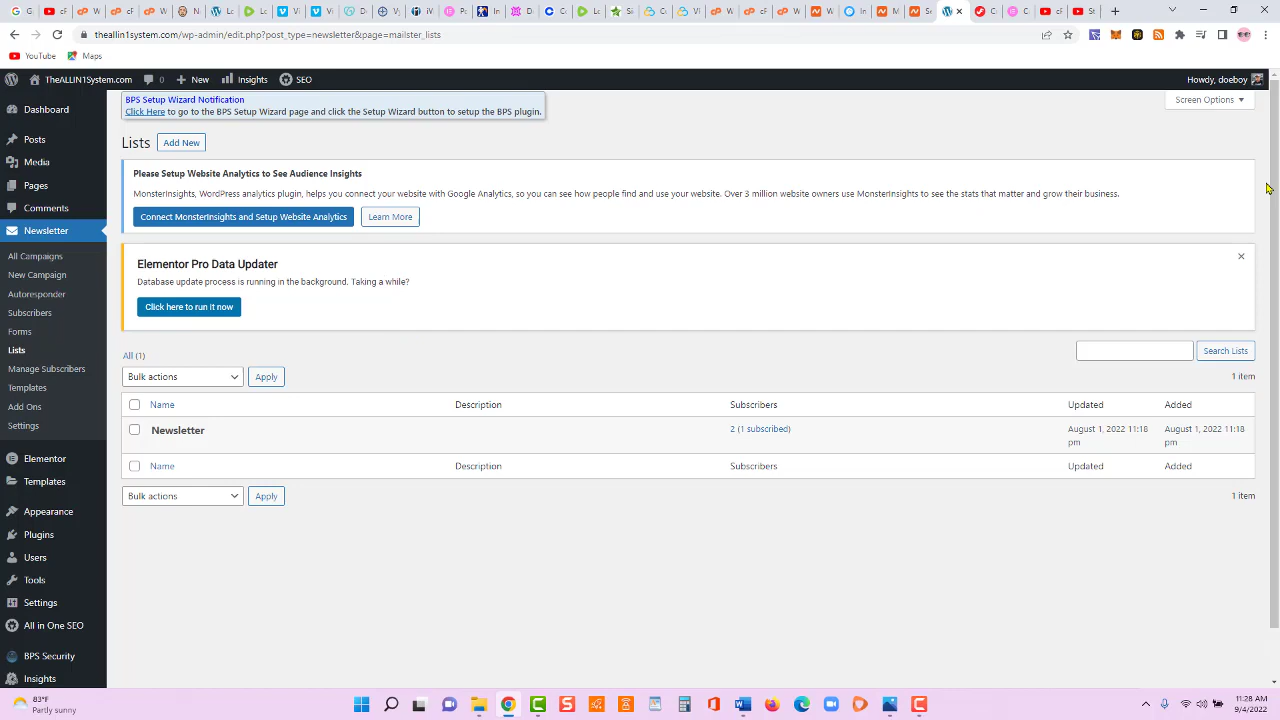 theallin1system.com/wp-admin/edit.php?post_type=newsletter&page=mailster_lists
YouTube
Maps
TheALLIN1System.com
0
New
Insights
SEO
Howdy, doeboy
BPS Setup Wizard Notification
Click Here to go to the BPS Setup Wizard page and click the Setup Wizard button to setup the BPS plugin.
Screen Options
Dashboard
Posts
Media
Pages
Comments
Newsletter
All Campaigns
New Campaign
Autoresponder
Subscribers
Forms
Lists
Manage Subscribers
Templates
Add Ons
Settings
Elementor
Templates
Appearance
Plugins
Users
Tools
Settings
All in One SEO
BPS Security
Insights
Lists
Add New
Please Setup Website Analytics to See Audience Insights
MonsterInsights, WordPress analytics plugin, helps you connect your website with Google Analytics, so you can see how people find and use your website. Over 3 million website owners use MonsterInsights to see the stats that matter and grow their business.
Connect MonsterInsights and Setup Website Analytics
Learn More
Elementor Pro Data Updater
Database update process is running in the background. Taking a while?
Click here to run it now
Search Lists
All (1)
Bulk actions
Apply
1 item
Name Description Subscribers Updated Added
Newsletter 2 (1 subscribed) August 1, 2022 11:18 pm August 1, 2022 11:18 pm
Name Description Subscribers Updated Added
Bulk actions
Apply
1 item
83°F
Partly sunny
11:28 AM
9/4/2022